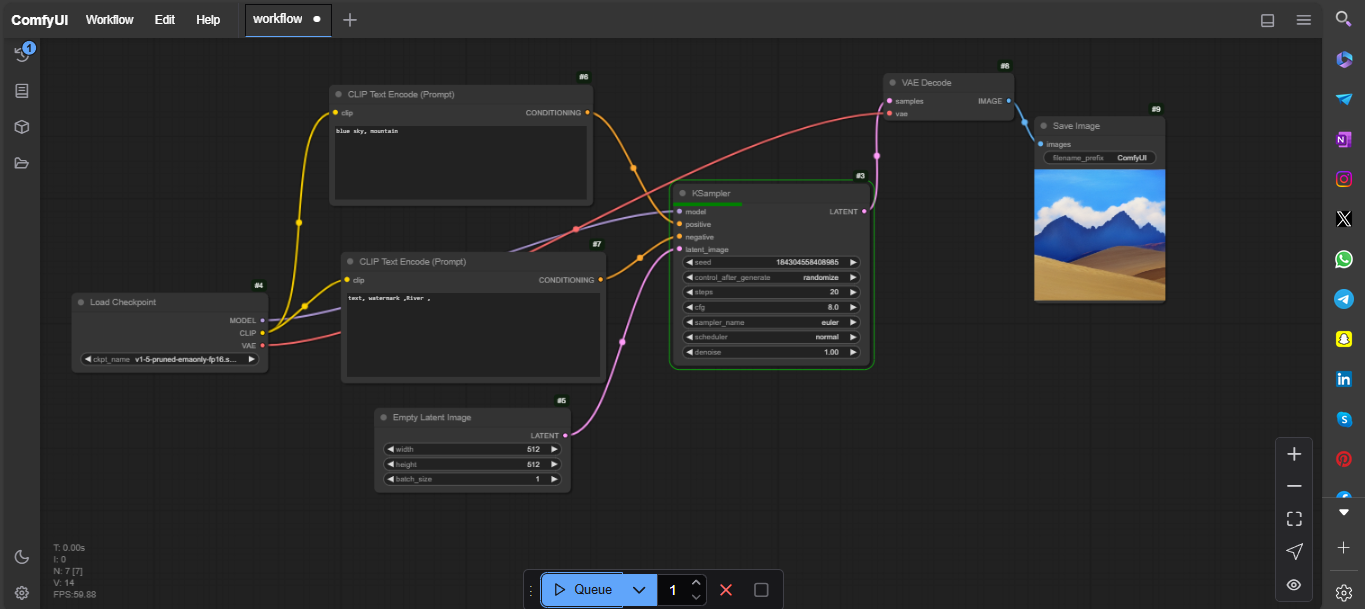 ComfyUI Workflow Edit Help workflow
1
#6
CLIP Text Encode (Prompt)
clip CONDITIONING
blue sky, mountain
#7
CLIP Text Encode (Prompt)
clip CONDITIONING
text, watermark ,River ,
#4
Load Checkpoint
MODEL
CLIP
VAE
ckpt_name v1-5-pruned-emaonly-fp16.s...
#5
Empty Latent Image
LATENT
width 512
height 512
batch_size 1
#3
KSampler
model LATENT
positive
negative
latent_image
seed 184304558408985
control_after_generate randomize
steps 20
cfg 8.0
sampler_name euler
scheduler normal
denoise 1.00
#8
VAE Decode
samples IMAGE
vae
#9
Save Image
images
filename_prefix ComfyUI
T: 0.00s
I: 0
N: 7 [7]
V: 14
FPS:59.88
Queue 1
N
X
in
S